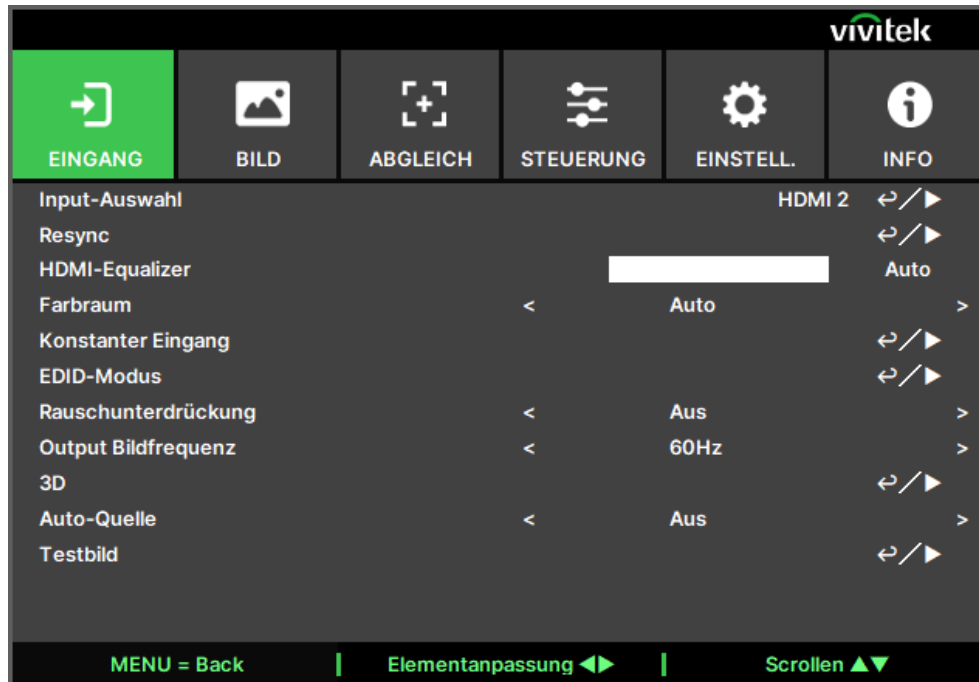 vivitek
EINGANG BILD ABGLEICH STEUERUNG EINSTELL. INFO
Input-Auswahl HDMI 2 ↩/▶
Resync ↩/▶
HDMI-Equalizer Auto
Farbraum < Auto >
Konstanter Eingang ↩/▶
EDID-Modus ↩/▶
Rauschunterdrückung < Aus >
Output Bildfrequenz < 60Hz >
3D ↩/▶
Auto-Quelle < Aus >
Testbild ↩/▶
MENU = Back | Elementanpassung ◀▶ | Scrollen ▲▼